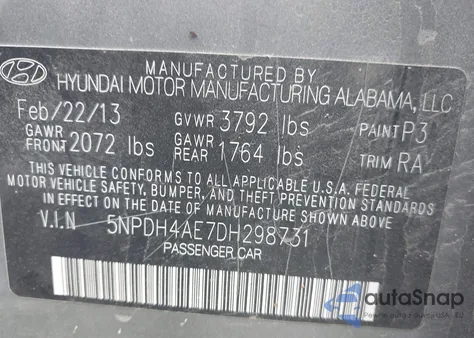 MANUFACTURED BY
HYUNDAI MOTOR MANUFACTURING ALABAMA, LLC
Feb/22/13 GVWR 3792 lbs PAINT P3
GAWR FRONT 2072 lbs GAWR REAR 1764 lbs TRIM RA
THIS VEHICLE CONFORMS TO ALL APPLICABLE U.S.A. FEDERAL
MOTOR VEHICLE SAFETY, BUMPER, AND THEFT PREVENTION STANDARDS
IN EFFECT ON THE DATE OF MANUFACTURE SHOWN ABOVE.
V.I.N 5NPDH4AE7DH298731
PASSENGER CAR
autoSnap